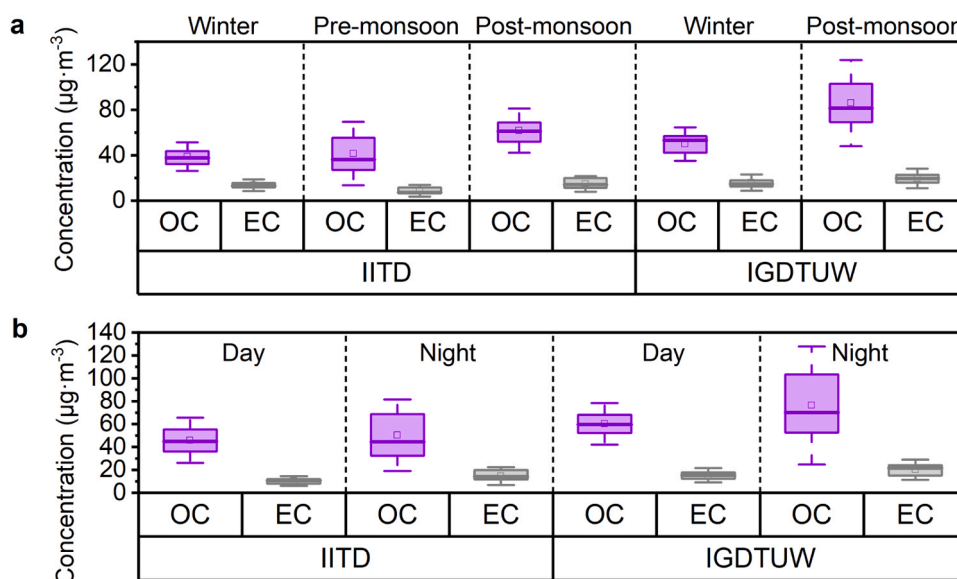 a
Winter Pre-monsoon Post-monsoon Winter Post-monsoon
Concentration (µg·m-3)
120
80
40
0
OC EC OC EC OC EC OC EC OC EC
IITD IGDTUW
b
Concentration (µg·m-3)
140
120
100
80
60
40
20
0
Day Night Day Night
OC EC OC EC OC EC OC EC
IITD IGDTUW